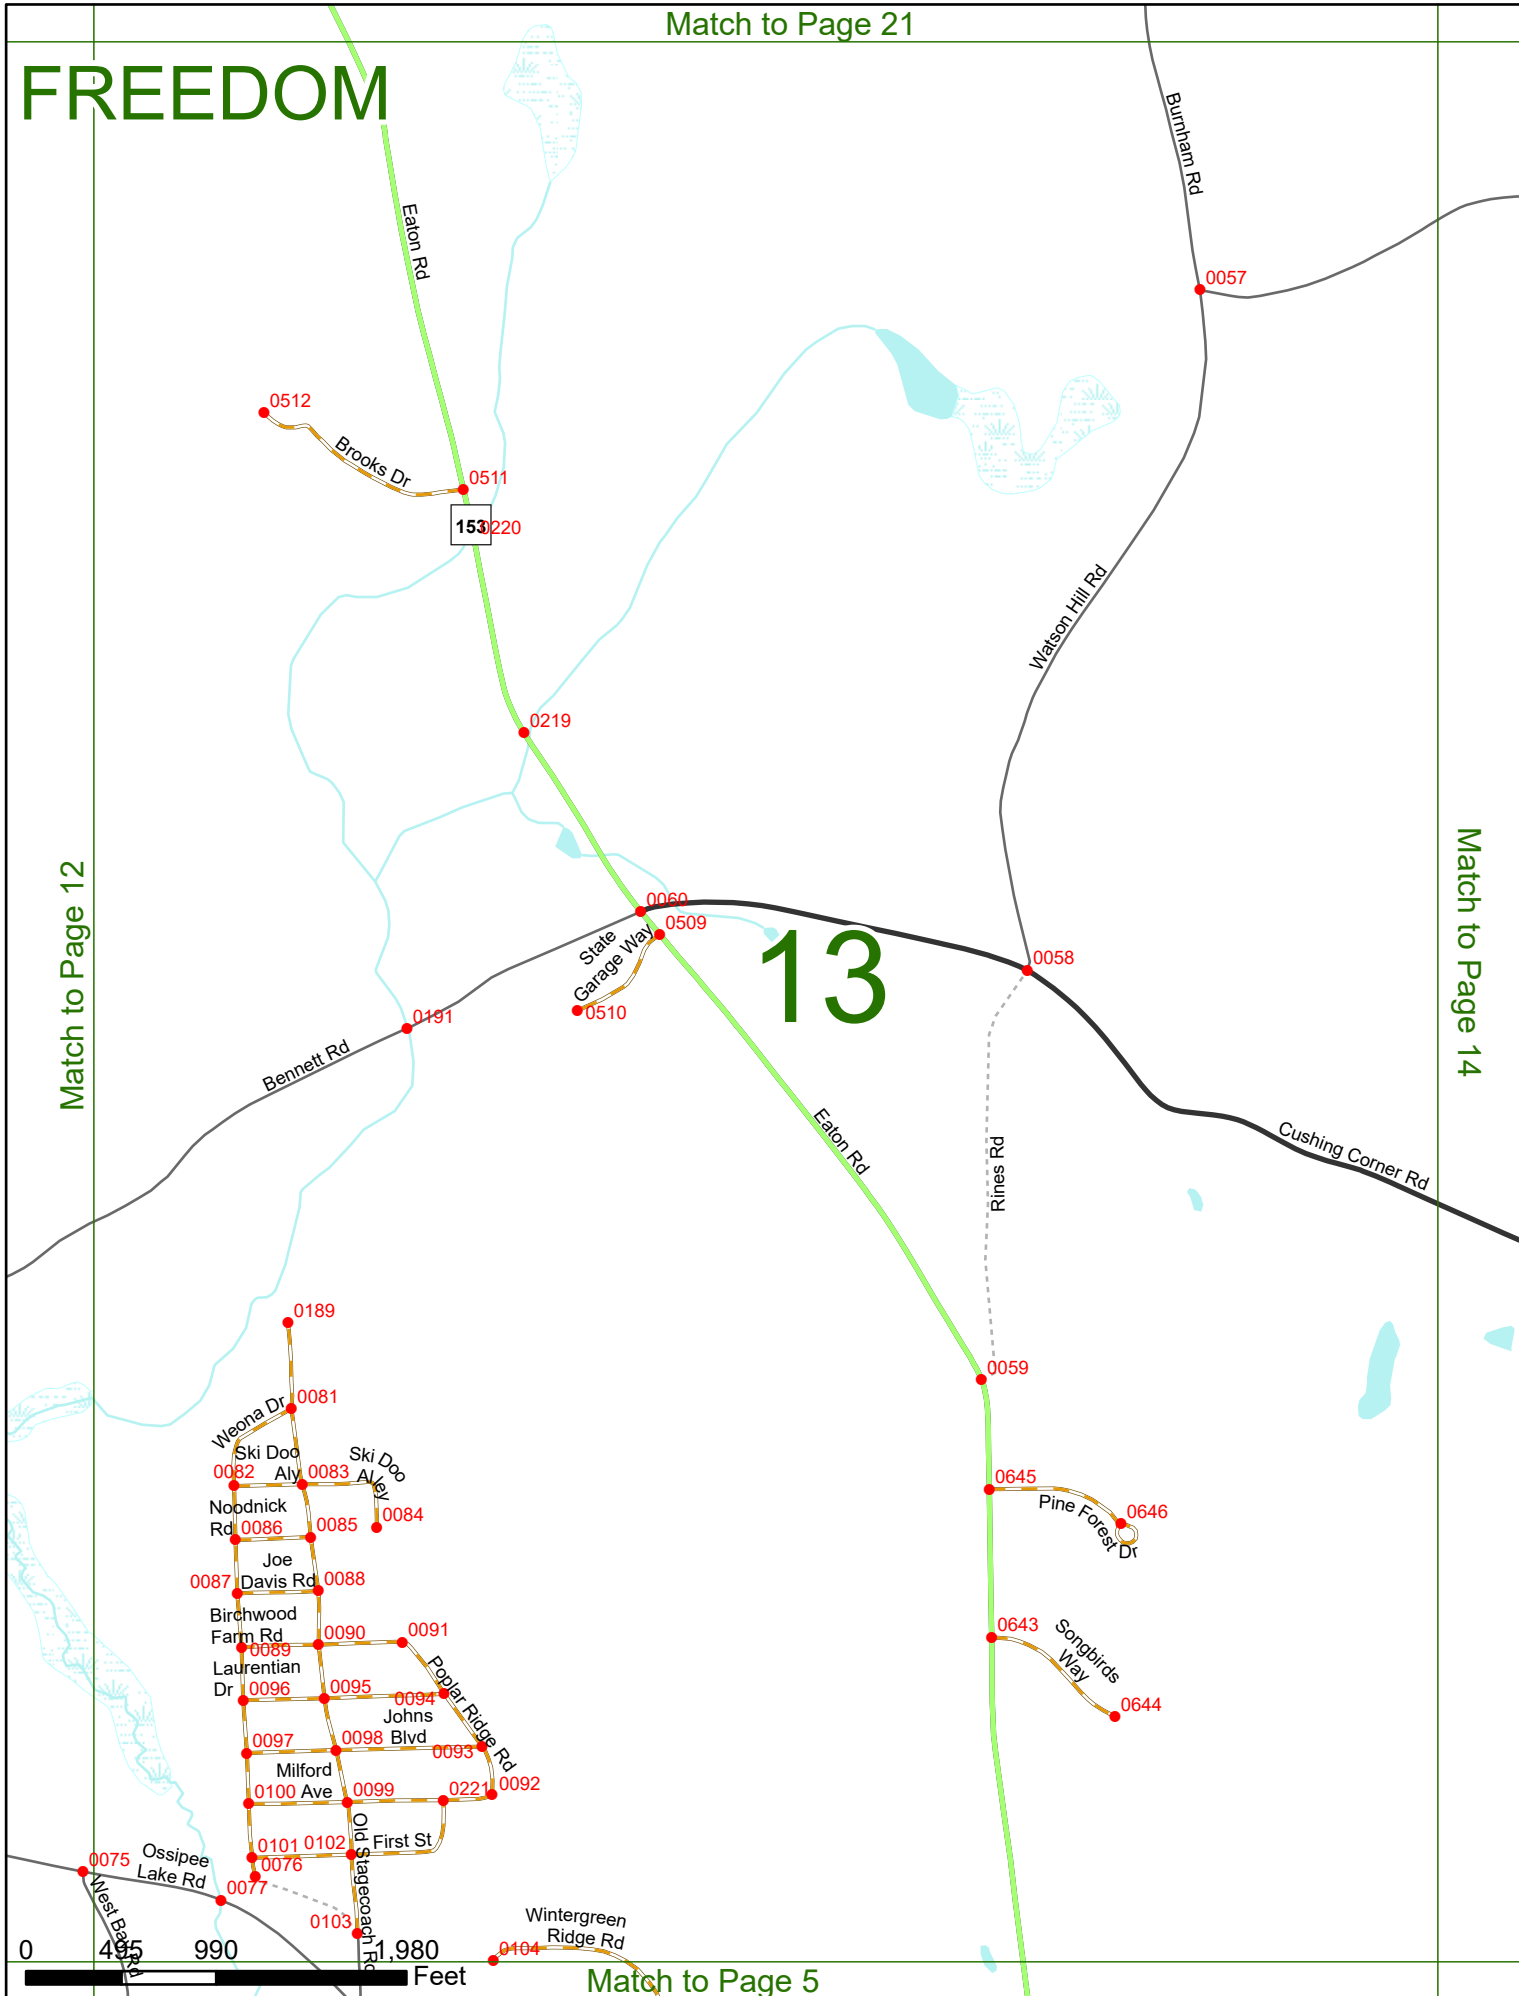 Match to Page 21
FREEDOM
Burnham Rd
Eaton Rd
0057
0512
Brooks Dr
0511
153
0220
Watson Hill Rd
0219
Match to Page 12
Match to Page 14
0060
0509
State
Garage Way
13
0058
0510
0191
Bennett Rd
Eaton Rd
Rines Rd
Cushing Corner Rd
0189
0059
0081
Weona Dr
Ski Doo
Aly
Ski Doo
Alley
0082
0083
0645
Noodnick
Rd
0084
Pine Forest Dr
0646
0086
0085
Joe
Davis Rd
0087
0088
Birchwood
Farm Rd
0089
0090
0091
0643
Songbirds
Way
Laurentian
Dr
0096
0095
0094
Poplar Ridge Rd
0644
Johns
Blvd
0097
0098
0093
Milford
Ave
0100
0099
0221
0092
Old Stagecoach Rd
First St
0101
0102
0076
0075
Ossipee
Lake Rd
0077
West Bay Rd
0103
Wintergreen
Ridge Rd
0104
0 495 990 1,980
Feet
Match to Page 5